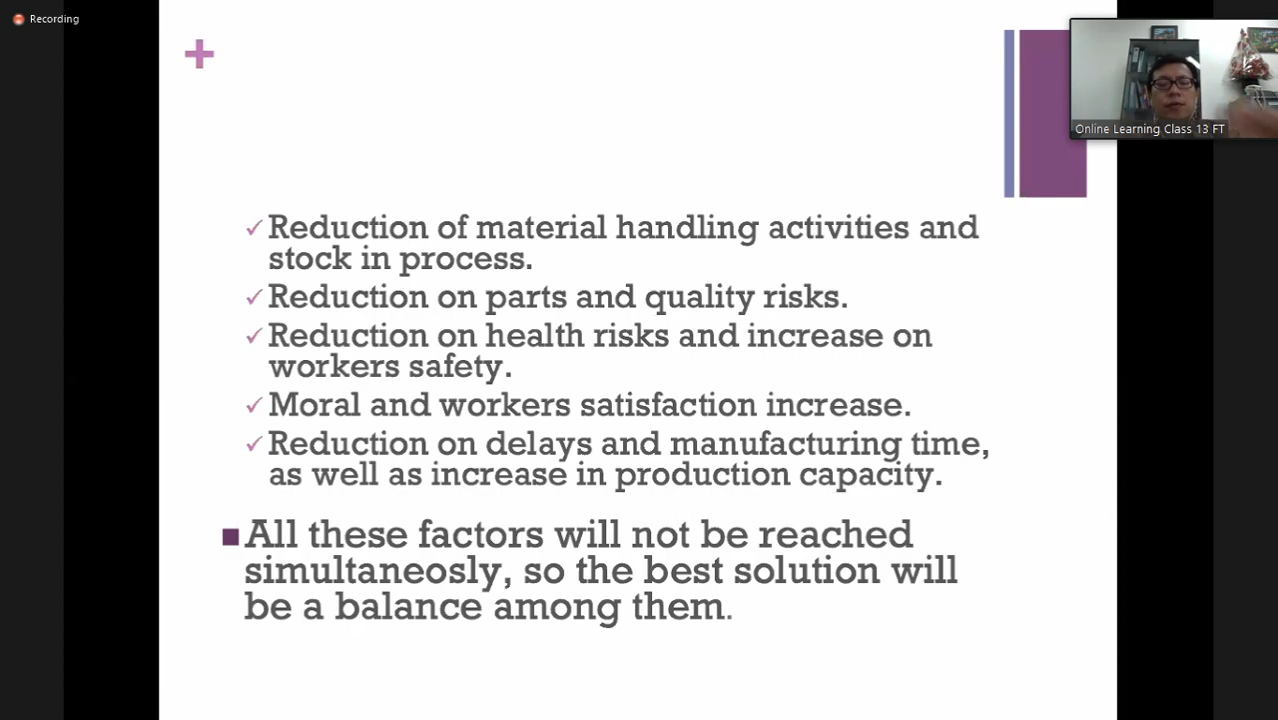 Recording
+
Online Learning Class 13 FT
✓Reduction of material handling activities and
stock in process.
✓Reduction on parts and quality risks.
✓Reduction on health risks and increase on
workers safety.
✓Moral and workers satisfaction increase.
✓Reduction on delays and manufacturing time,
as well as increase in production capacity.
■All these factors will not be reached
simultaneosly, so the best solution will
be a balance among them.